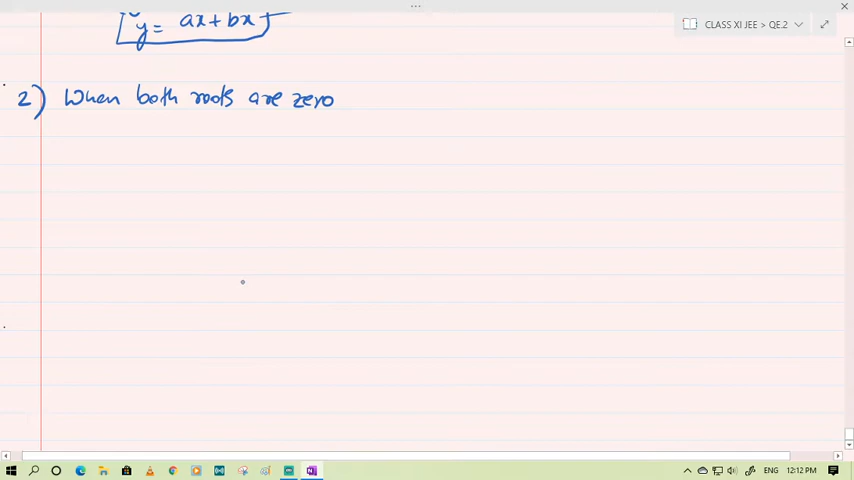 ...
CLASS XI JEE > QE.2
y= ax+bx
2) When both roots are zero
ENG 12:12 PM